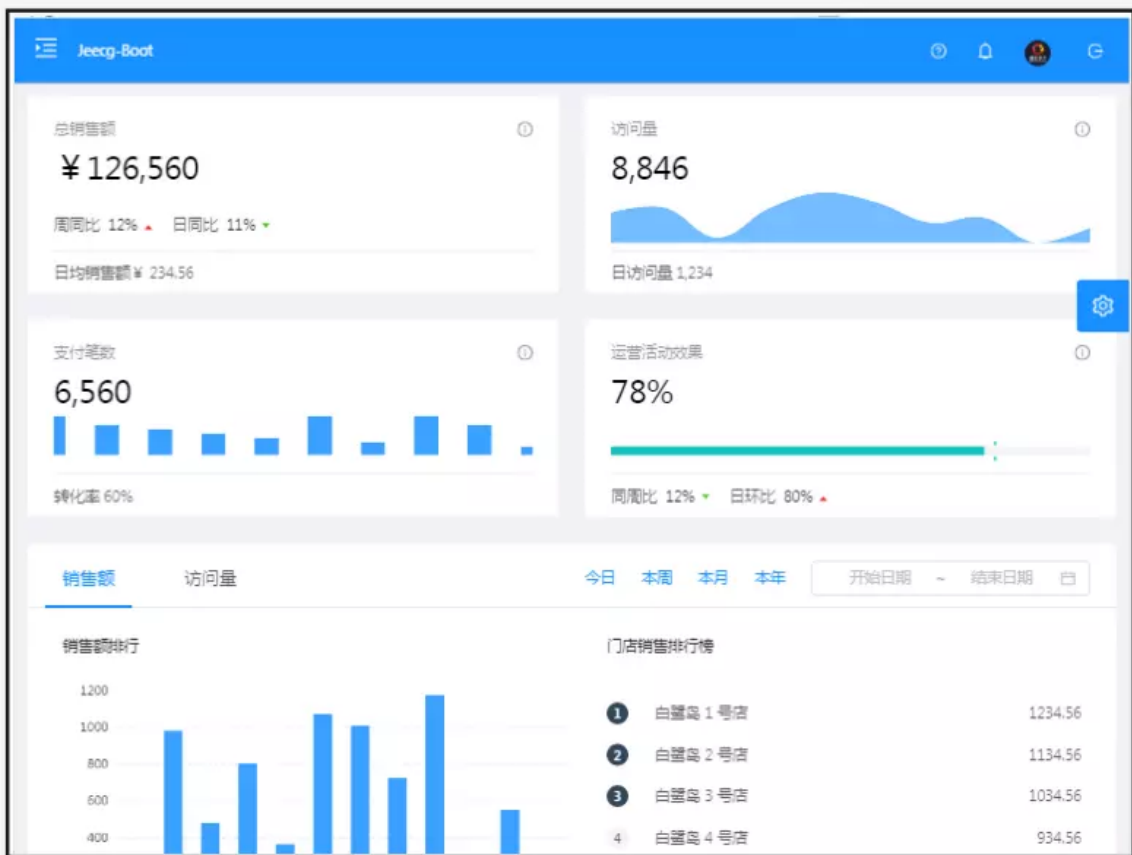 Jeecg-Boot
总销售额
¥ 126,560
周同比 12% 日同比 11%
日均销售额¥ 234.56
访问量
8,846
日访问量 1,234
支付笔数
6,560
转化率 60%
运营活动效果
78%
同周比 12% 日环比 80%
销售额 访问量 今日 本周 本月 本年 开始日期 ~ 结束日期
销售额排行
1200
1000
800
600
400
门店销售排行榜
1 白鹭岛 1 号店 1234.56
2 白鹭岛 2 号店 1134.56
3 白鹭岛 3 号店 1034.56
4 白鹭岛 4 号店 934.56